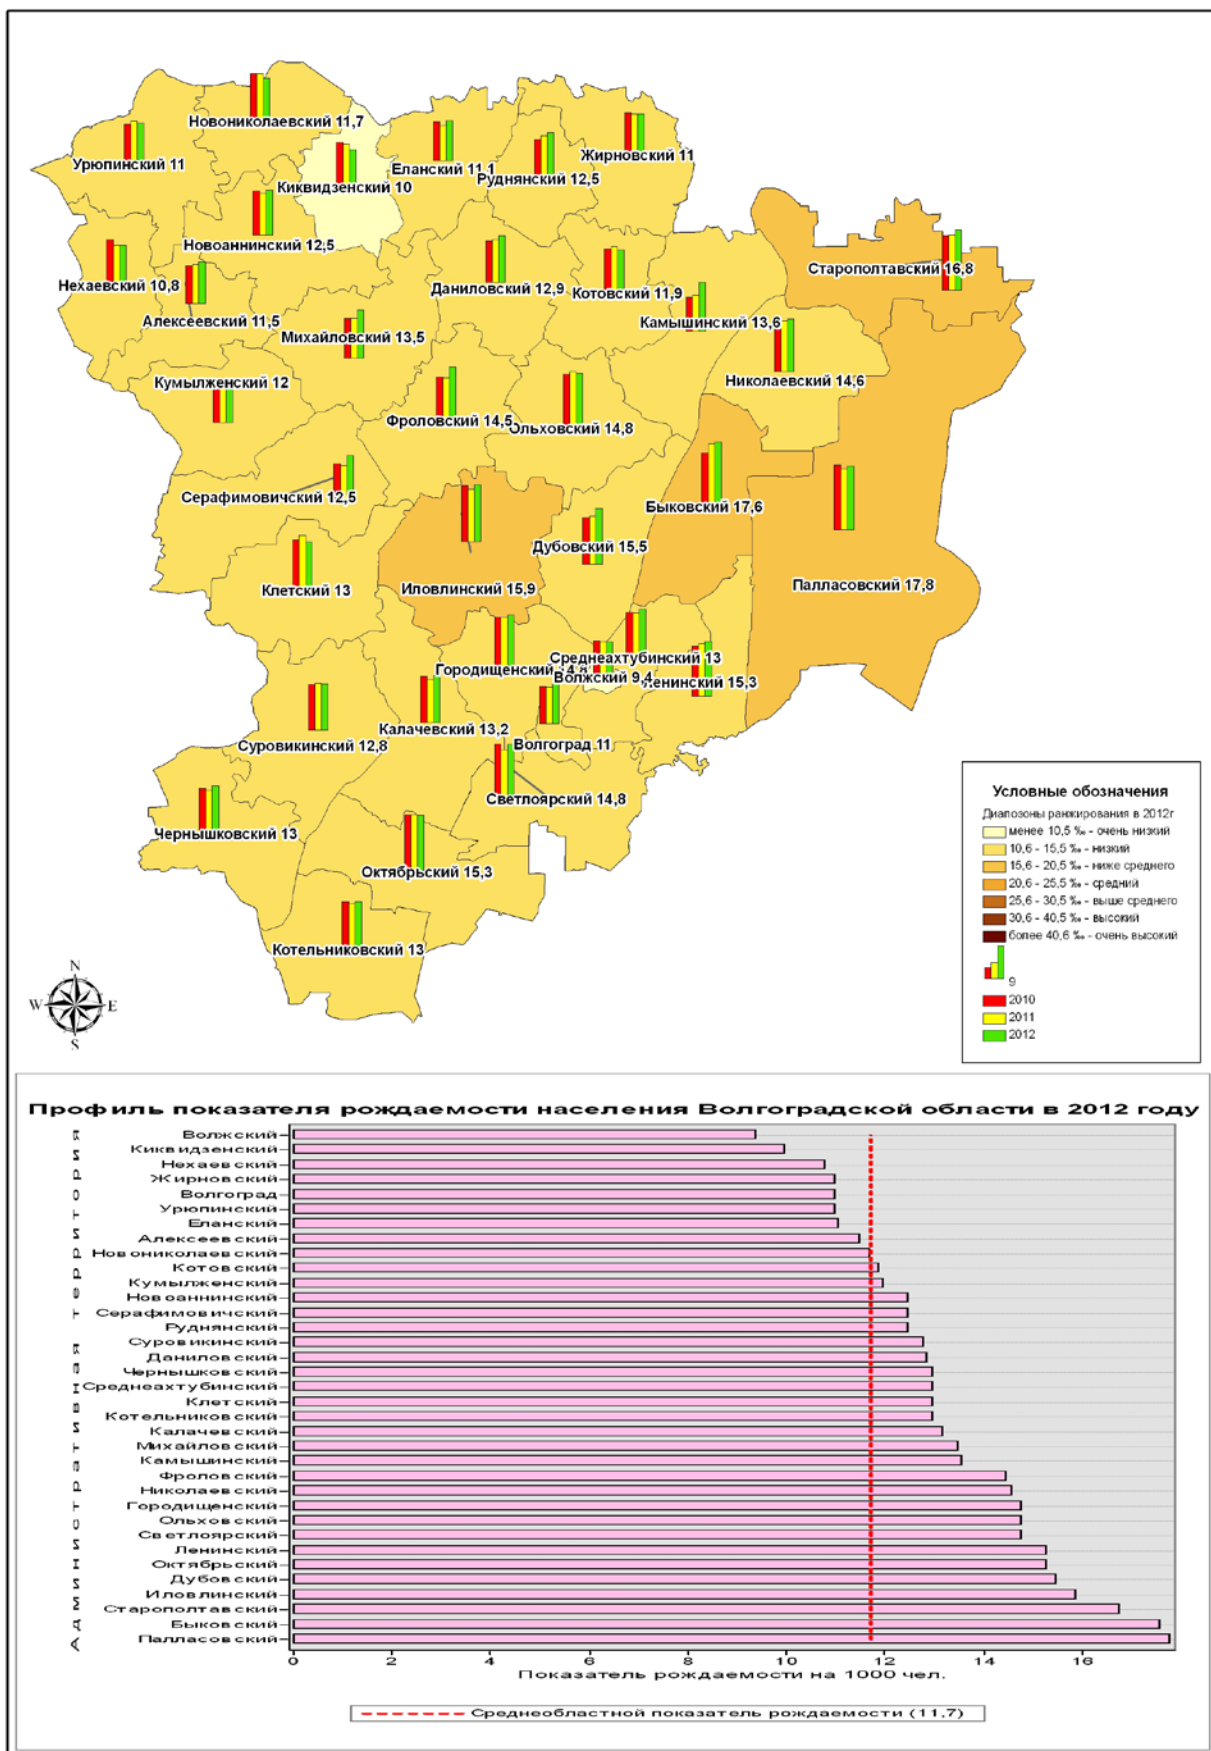 Новониколаевский 11,7
Урюпинский 11
Киквидзенский 10
Еланский 11,1
Руднянский 12,5
Жирновский 11
Новоаннинский 12,5
Нехаевский 10,8
Алексеевский 11,5
Даниловский 12,9
Котовский 11,9
Старополтавский 16,8
Камышинский 13,6
Михайловский 13,5
Кумылженский 12
Николаевский 14,6
Фроловский 14,5
Ольховский 14,8
Серафимовичский 12,5
Быковский 17,6
Дубовский 15,5
Клетский 13
Иловлинский 15,9
Палласовский 17,8
Городищенский 14,8
Среднеахтубинский 13
Волжский 9,4
Ленинский 15,3
Калачевский 13,2
Суровикинский 12,8
Волгоград 11
Светлоярский 14,8
Чернышковский 13
Октябрьский 15,3
Котельниковский 13
N
W
E
S
Условные обозначения
Диапозоны ранжирования в 2012г
менее 10,5 ‰ - очень низкий
10,6 - 15,5 ‰ - низкий
15,6 - 20,5 ‰ - ниже среднего
20,6 - 25,5 ‰ - средний
25,6 - 30,5 ‰ - выше среднего
30,6 - 40,5 ‰ - высокий
более 40,6 ‰ - очень высокий
9
2010
2011
2012
Профиль показателя рождаемости населения Волгоградской области в 2012 году
Административная территория
Волжский
Киквидзенский
Нехаевский
Жирновский
Волгоград
Урюпинский
Еланский
Алексеевский
Новониколаевский
Котовский
Кумылженский
Новоаннинский
Серафимовичский
Руднянский
Суровикинский
Даниловский
Чернышковский
Среднеахтубинский
Клетский
Котельниковский
Калачевский
Михайловский
Камышинский
Фроловский
Николаевский
Городищенский
Ольховский
Светлоярский
Ленинский
Октябрьский
Дубовский
Иловлинский
Старополтавский
Быковский
Палласовский
0 2 4 6 8 10 12 14 16
Показатель рождаемости на 1000 чел.
Среднеобластной показатель рождаемости (11,7)